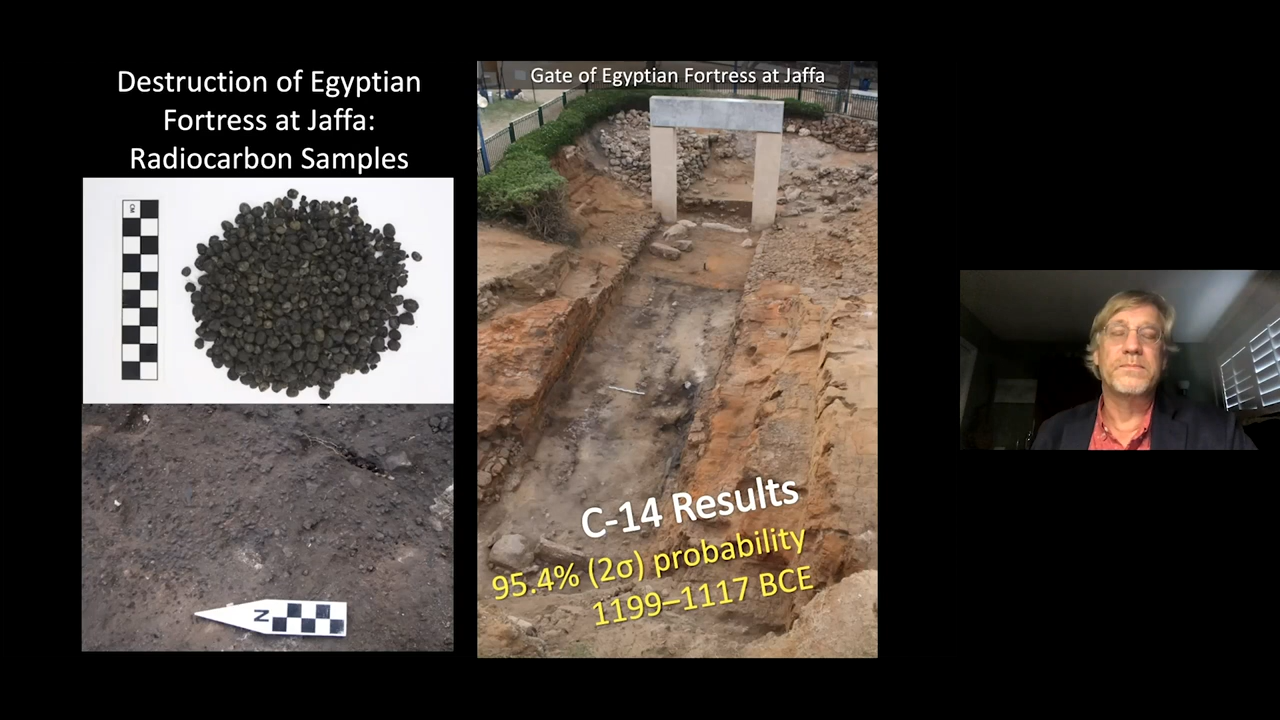 Destruction of Egyptian
Fortress at Jaffa:
Radiocarbon Samples
CM
N
Gate of Egyptian Fortress at Jaffa
C-14 Results
95.4% (2σ) probability
1199–1117 BCE